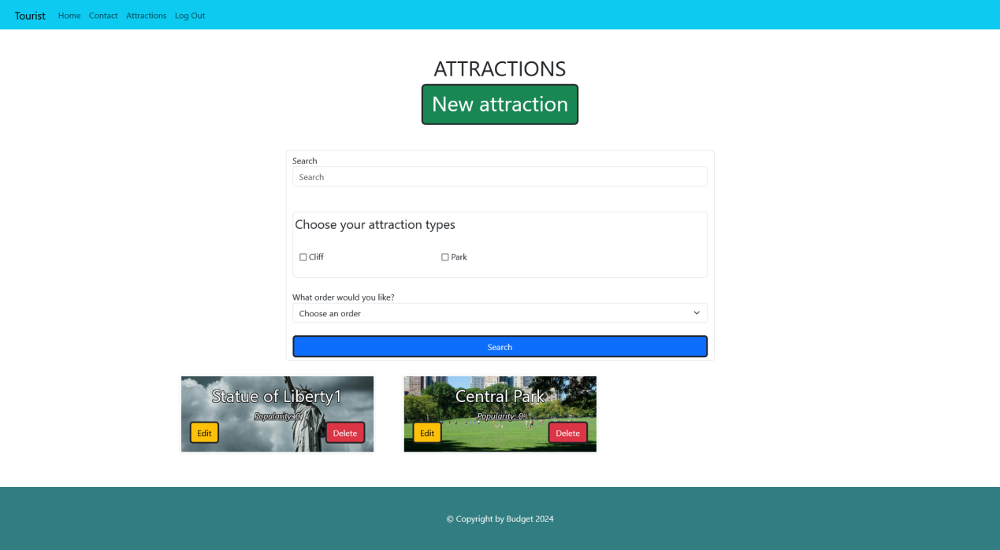 Tourist Home Contact Attractions Log Out
ATTRACTIONS
New attraction
Search
Search
Choose your attraction types
Cliff Park
What order would you like?
Choose an order
Search
Statue of Liberty1
Popularity: 0
Edit Delete
Central Park
Popularity: 0
Edit Delete
© Copyright by Budget 2024